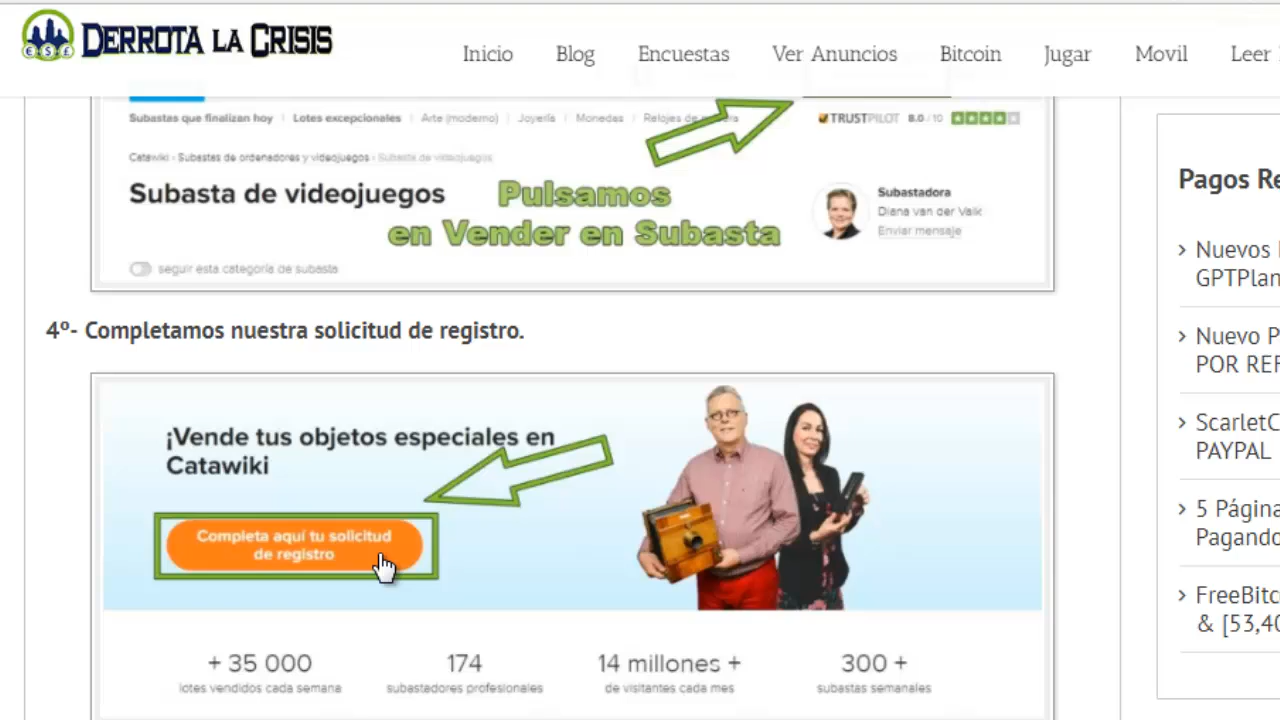 DERROTA LA CRISIS
Inicio Blog Encuestas Ver Anuncios Bitcoin Jugar Movil Leer
Subastas que finalizan hoy Lotes excepcionales Arte (moderno) Joyería Monedas Relojes de
TRUSTPILOT 8.0 / 10
Catawiki › Subastas de ordenadores y videojuegos › Subasta de videojuegos
Subasta de videojuegos
Pulsamos
en Vender en Subasta
Subastadora
Diana van der Valk
Enviar mensaje
seguir esta categoría de subasta
4º- Completamos nuestra solicitud de registro.
¡Vende tus objetos especiales en
Catawiki
Completa aquí tu solicitud
de registro
+ 35 000 174 14 millones + 300 +
lotes vendidos cada semana subastadores profesionales de visitantes cada mes subastas semanales
Pagos Re
› Nuevos
GPTPlan
› Nuevo P
POR REF
› ScarletC
PAYPAL
› 5 Página
Pagando
› FreeBitc
& [53,40